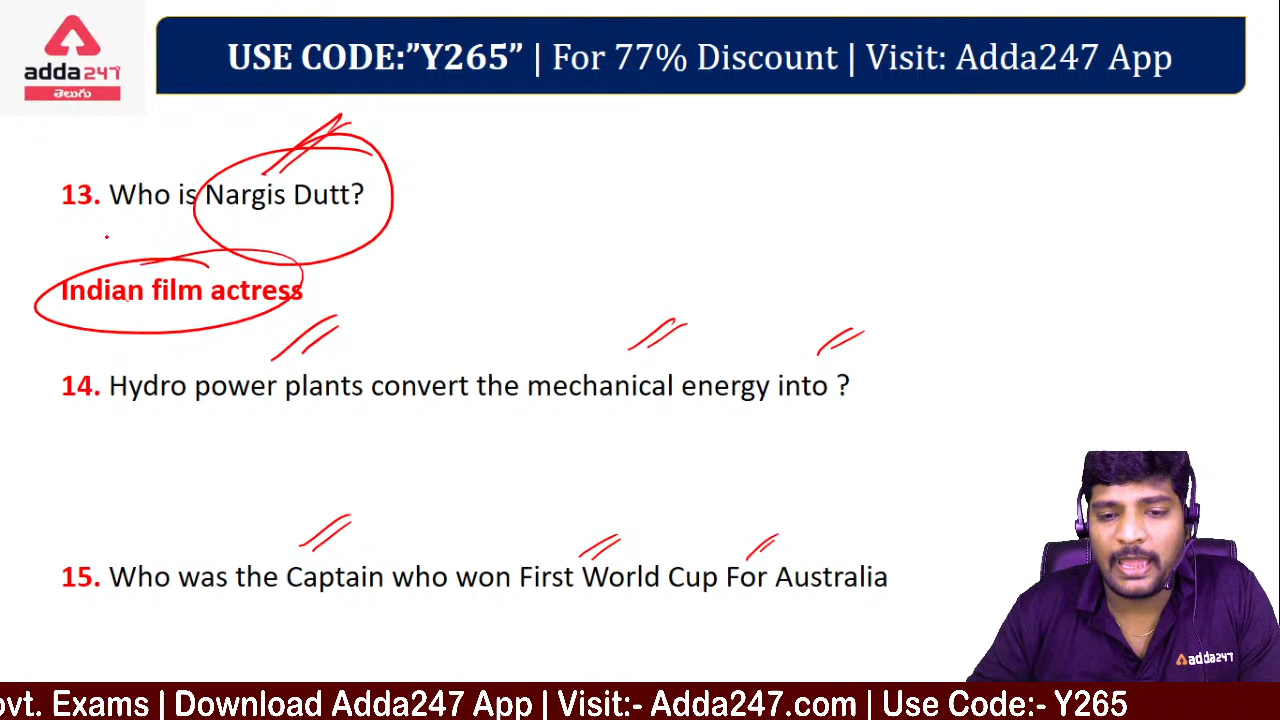 adda247
తెలుగు
USE CODE:”Y265” | For 77% Discount | Visit: Adda247 App
13. Who is Nargis Dutt?
Indian film actress
14. Hydro power plants convert the mechanical energy into ?
15. Who was the Captain who won First World Cup For Australia
adda247
ovt. Exams | Download Adda247 App | Visit:- Adda247.com | Use Code:- Y265